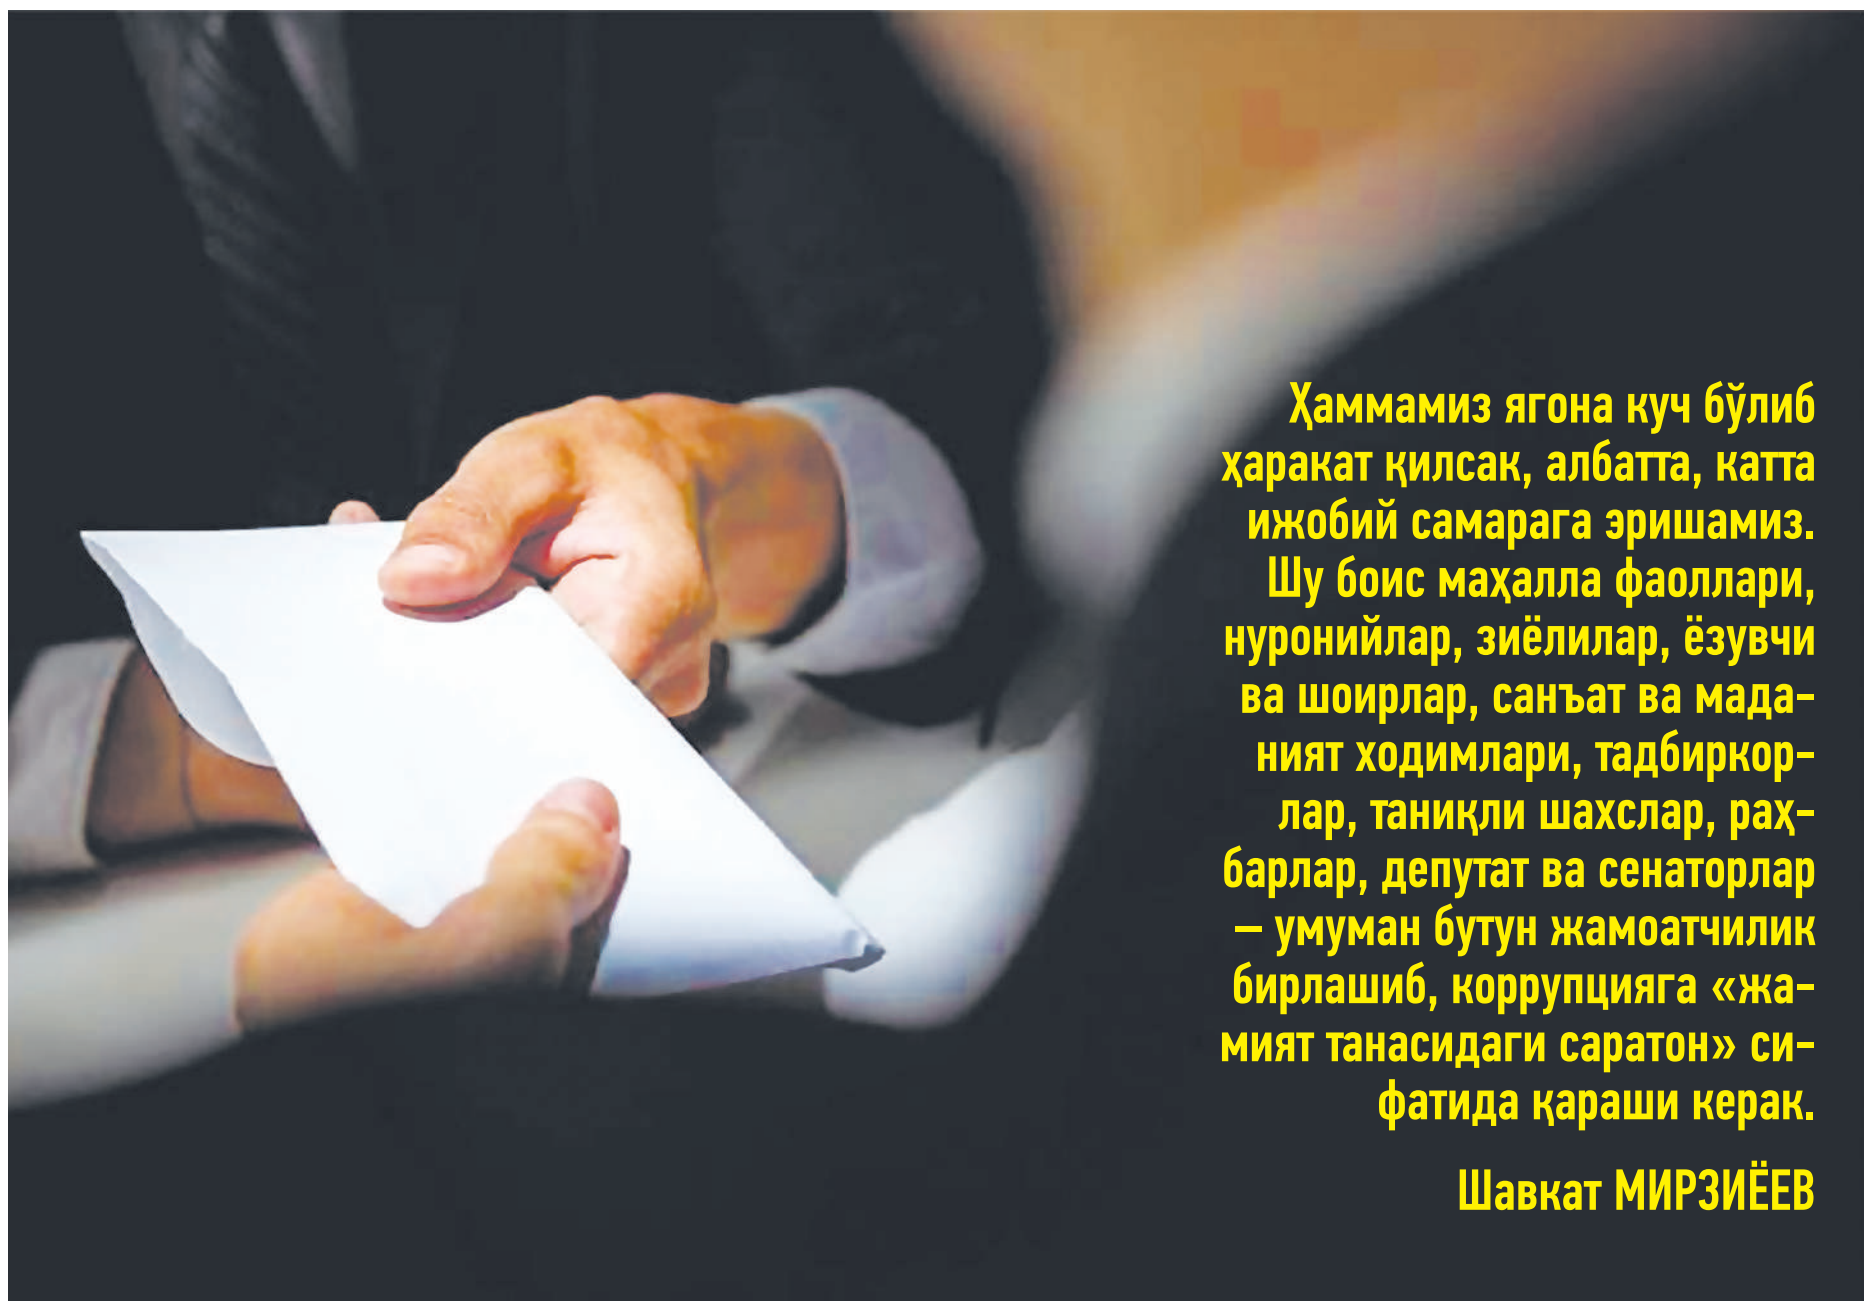 Ҳаммамиз ягона куч бўлиб
ҳаракат қилсак, албатта, катта
ижобий самарага эришамиз.
Шу боис маҳалла фаоллари,
нуронийлар, зиёлилар, ёзувчи
ва шоирлар, санъат ва мада-
ният ходимлари, тадбиркор-
лар, таниқли шахслар, раҳ-
барлар, депутат ва сенаторлар
– умуман бутун жамоатчилик
бирлашиб, коррупцияга «жа-
мият танасидаги саратон» си-
фатида қараши керак.
Шавкат МИРЗИЁЕВ